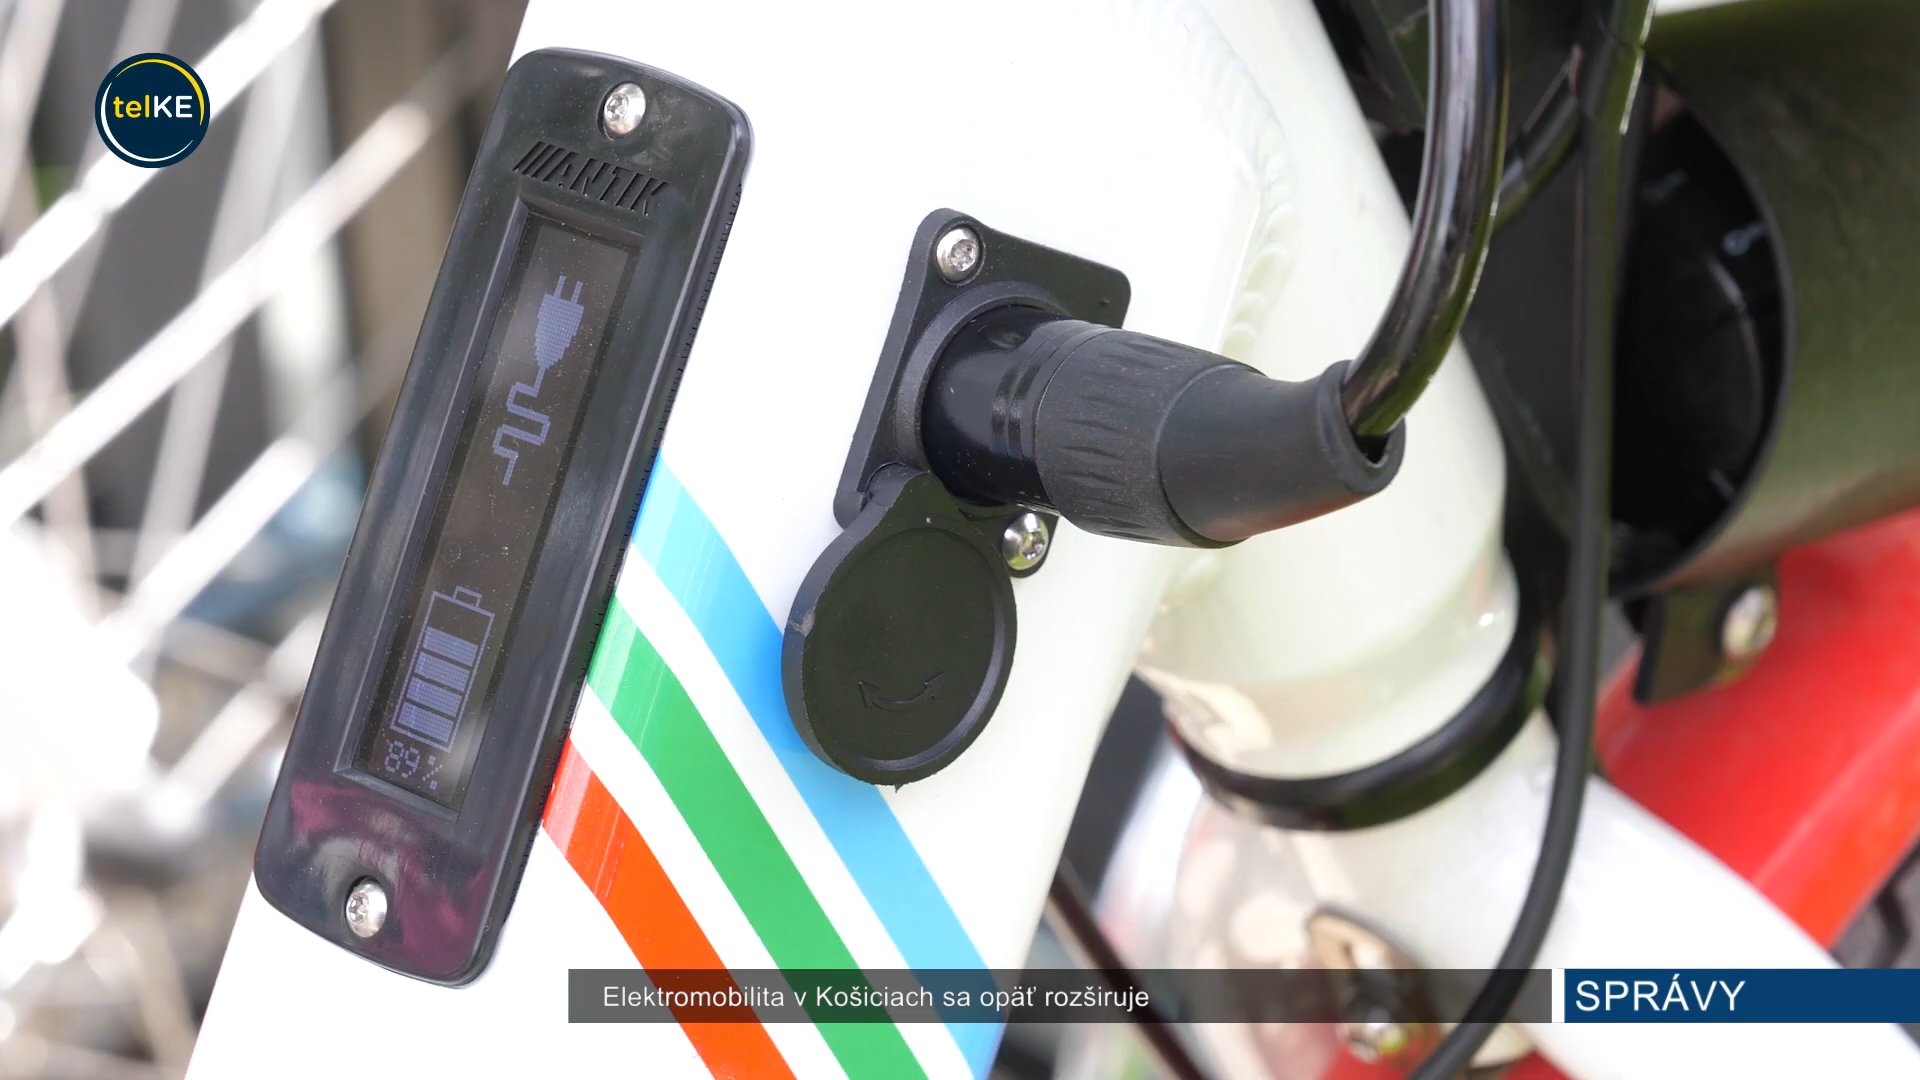 telKE
ANTIK
89%
Elektromobilita v Košiciach sa opäť rozširuje
SPRÁVY